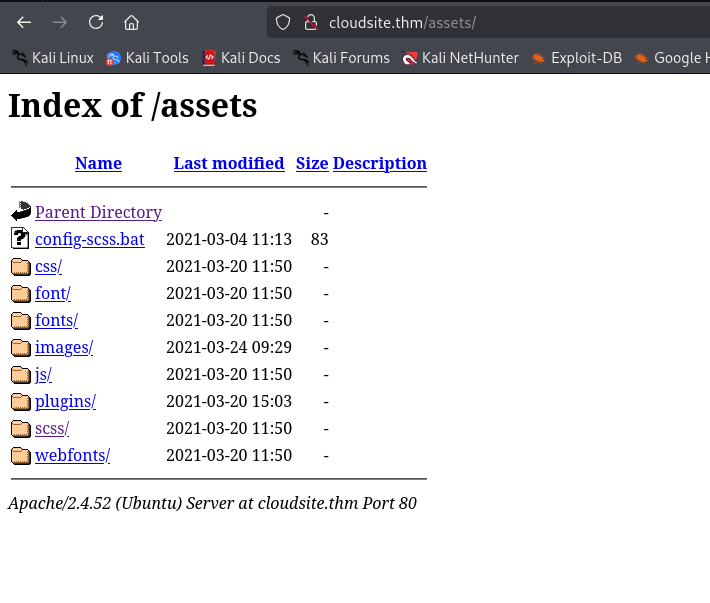 cloudsite.thm/assets/
Kali Linux Kali Tools Kali Docs Kali Forums Kali NetHunter Exploit-DB Google H
Index of /assets
Name Last modified Size Description
Parent Directory -
config-scss.bat 2021-03-04 11:13 83
css/ 2021-03-20 11:50 -
font/ 2021-03-20 11:50 -
fonts/ 2021-03-20 11:50 -
images/ 2021-03-24 09:29 -
js/ 2021-03-20 11:50 -
plugins/ 2021-03-20 15:03 -
scss/ 2021-03-20 11:50 -
webfonts/ 2021-03-20 11:50 -
Apache/2.4.52 (Ubuntu) Server at cloudsite.thm Port 80